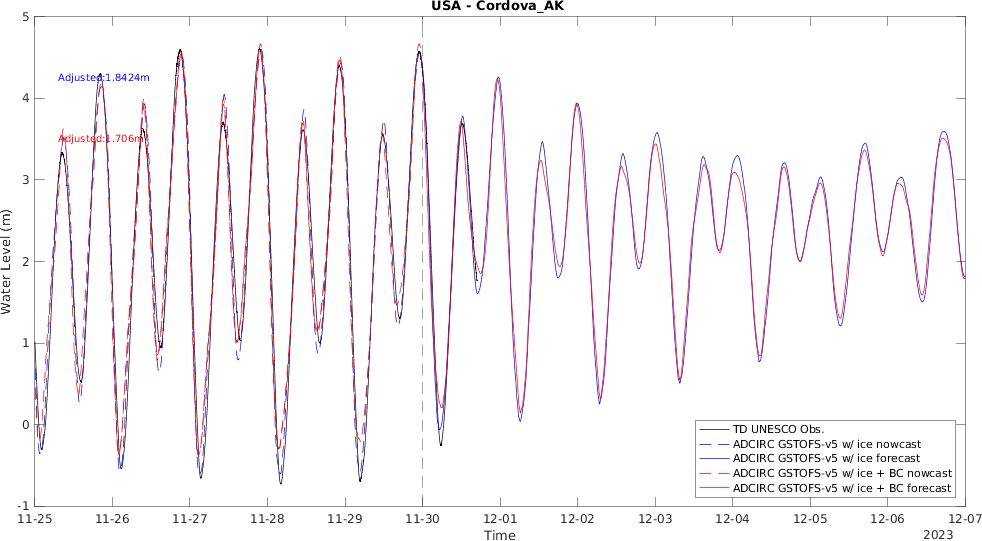 USA - Cordova_AK
Water Level (m)
5
4
3
2
1
0
-1
Adjusted:1.8424m
Adjusted:1.706m
TD UNESCO Obs.
ADCIRC GSTOFS-v5 w/ ice nowcast
ADCIRC GSTOFS-v5 w/ ice forecast
ADCIRC GSTOFS-v5 w/ ice + BC nowcast
ADCIRC GSTOFS-v5 w/ ice + BC forecast
11-25 11-26 11-27 11-28 11-29 11-30 12-01 12-02 12-03 12-04 12-05 12-06 12-07
Time
2023